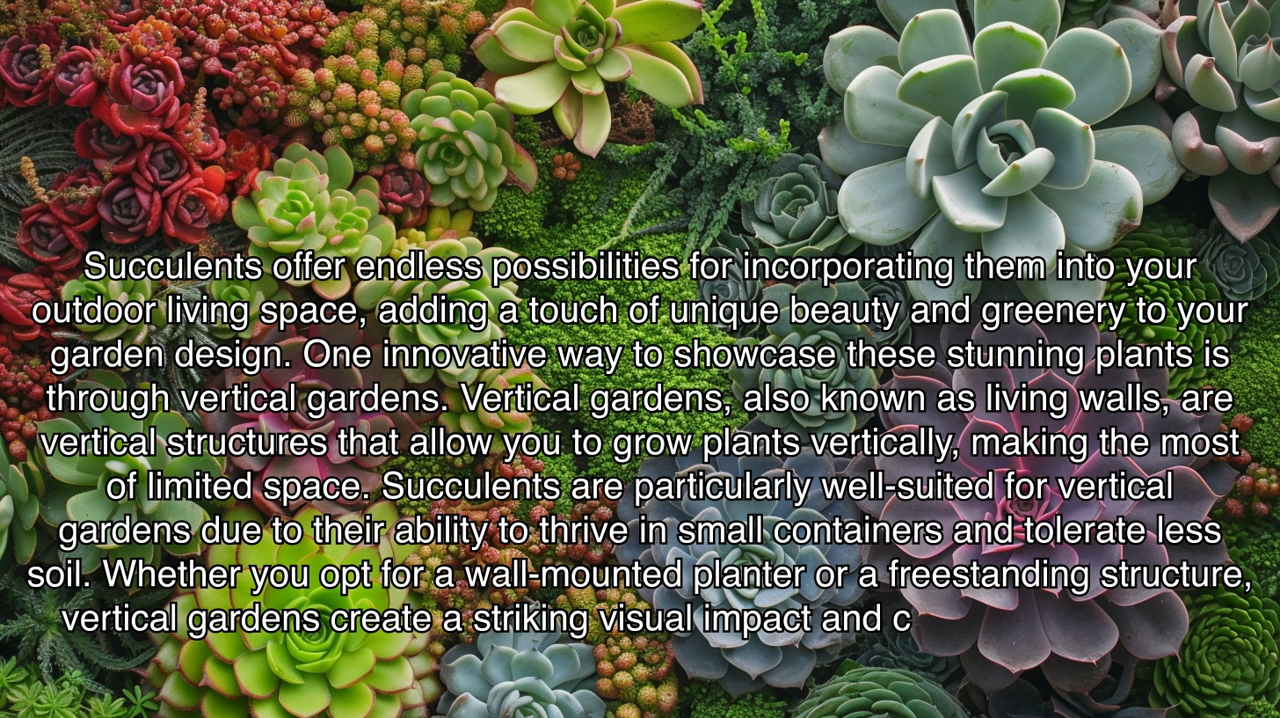 Succulents offer endless possibilities for incorporating them into your
outdoor living space, adding a touch of unique beauty and greenery to your
garden design. One innovative way to showcase these stunning plants is
through vertical gardens. Vertical gardens, also known as living walls, are
vertical structures that allow you to grow plants vertically, making the most
of limited space. Succulents are particularly well-suited for vertical
gardens due to their ability to thrive in small containers and tolerate less
soil. Whether you opt for a wall-mounted planter or a freestanding structure,
vertical gardens create a striking visual impact and c